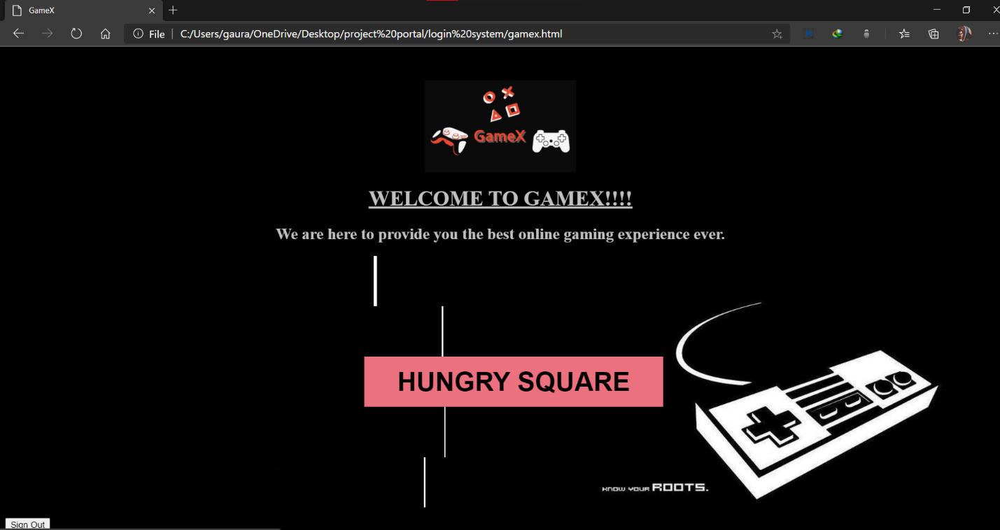 GameX
File
C:/Users/gaura/OneDrive/Desktop/project%20portal/login%20system/gamex.html
GameX
WELCOME TO GAMEX!!!!
We are here to provide you the best online gaming experience ever.
HUNGRY SQUARE
KNOW YOUR ROOTS.
Sign Out